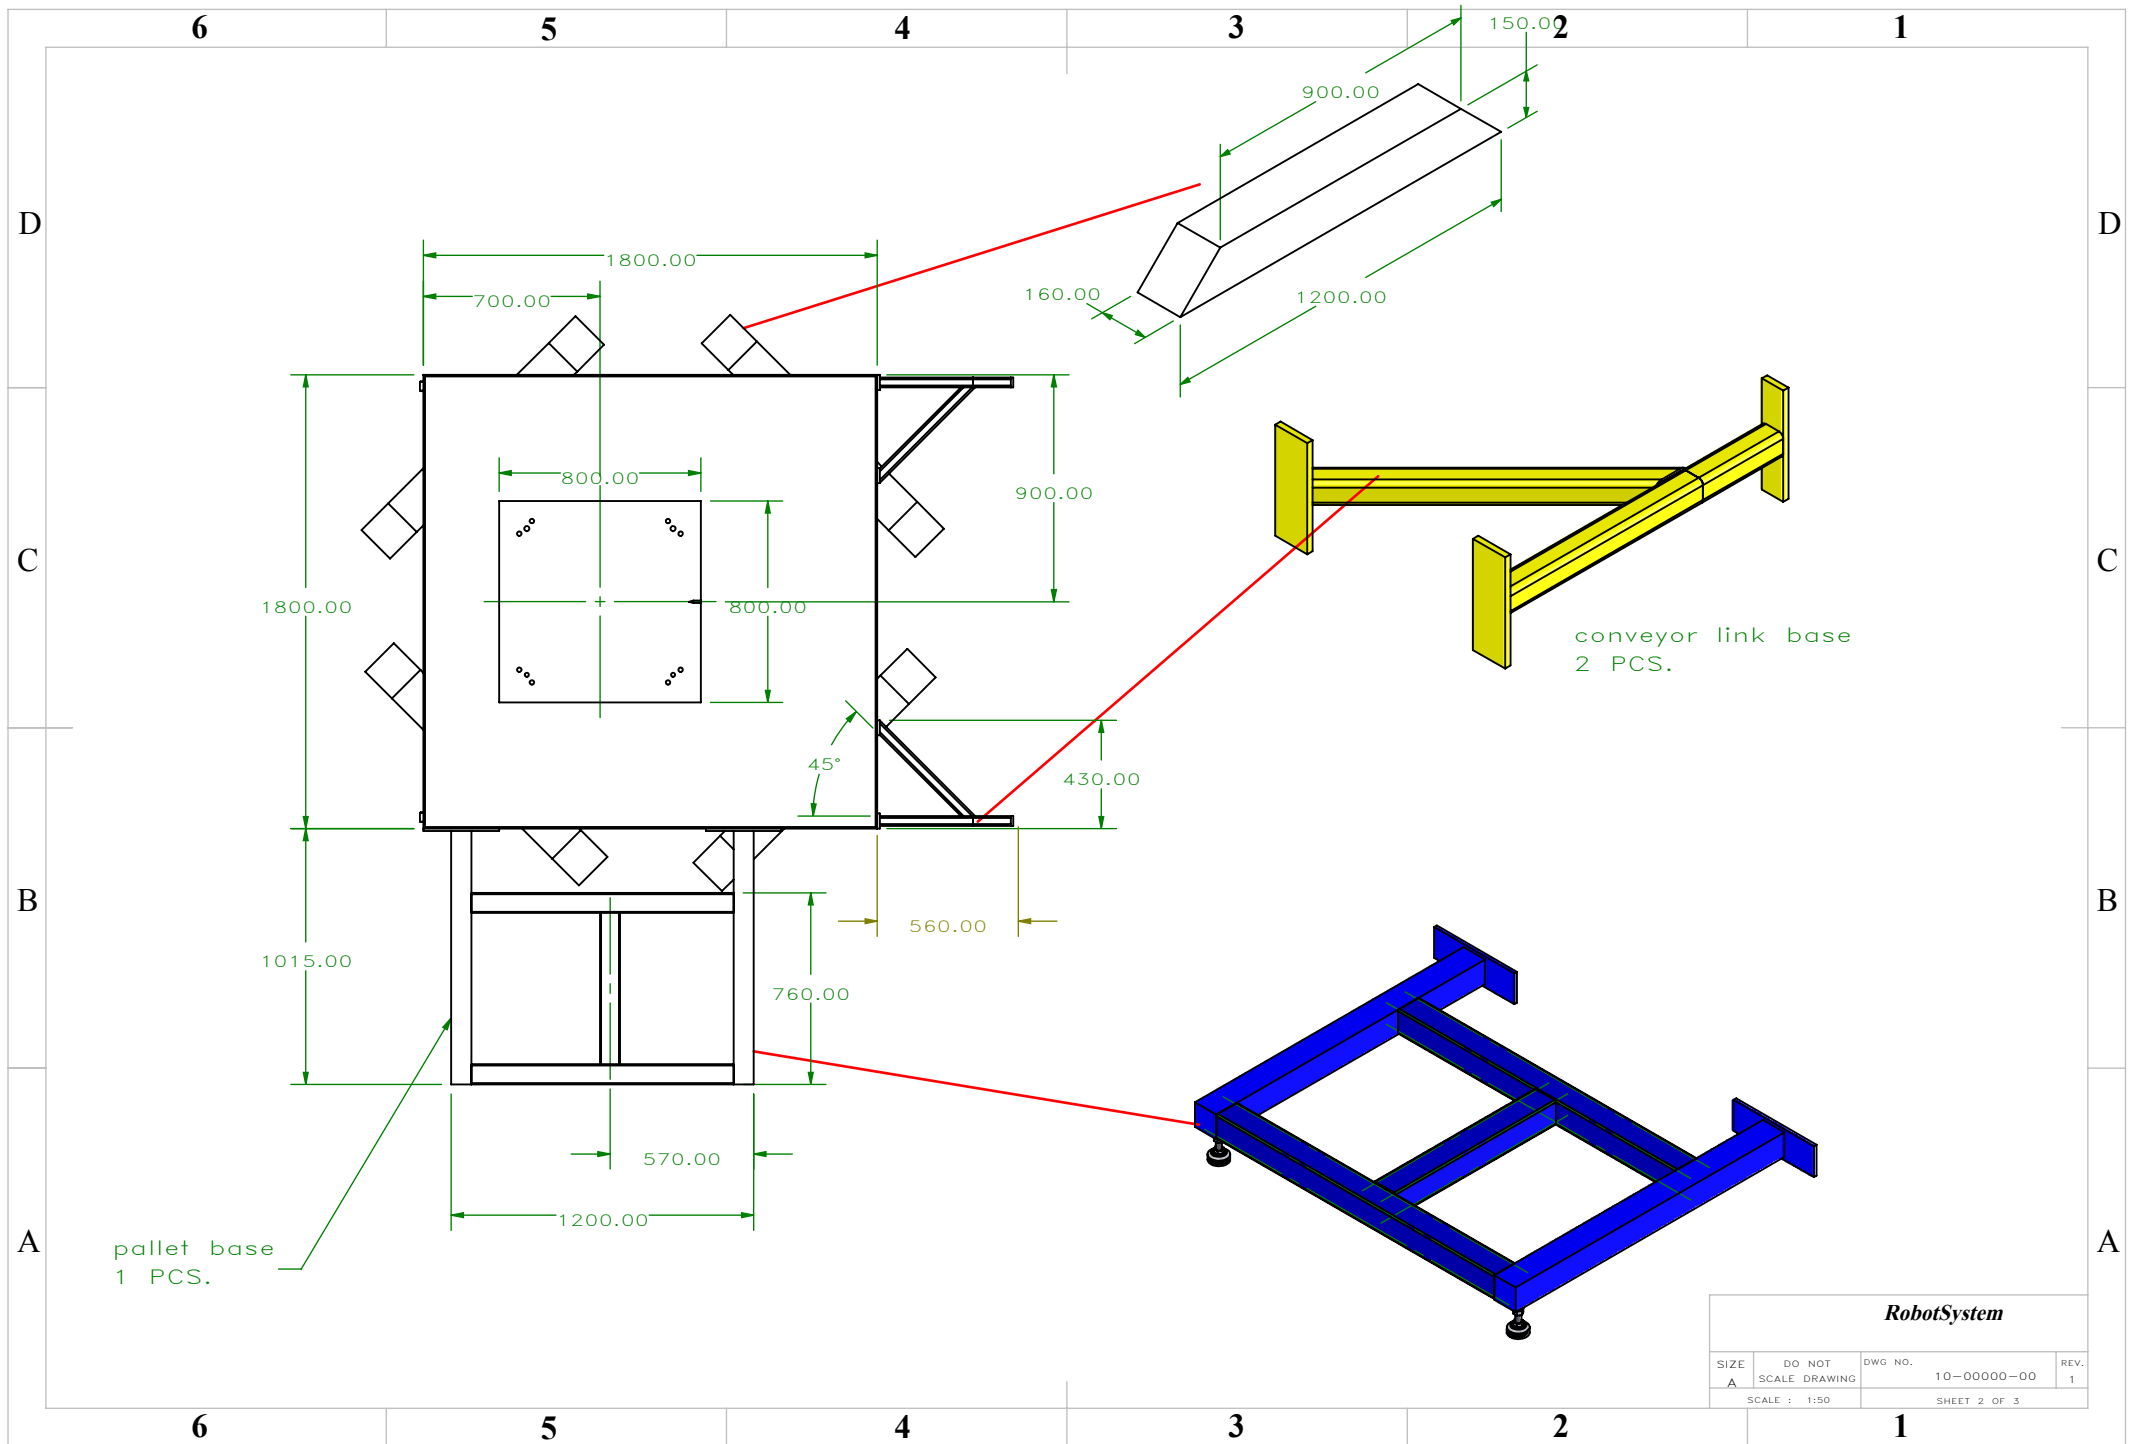 6 5 4 3 2 1
150.00
900.00
D D
1800.00
700.00
160.00
1200.00
800.00
900.00
C C
1800.00
800.00
conveyor link base
2 PCS.
45°
430.00
B B
560.00
1015.00
760.00
570.00
1200.00
A A
pallet base
1 PCS.
RobotSystem
SIZE
A
DO NOT
SCALE DRAWING
DWG NO.
10-00000-00
REV.
1
SCALE : 1:50
SHEET 2 OF 3
6 5 4 3 2 1